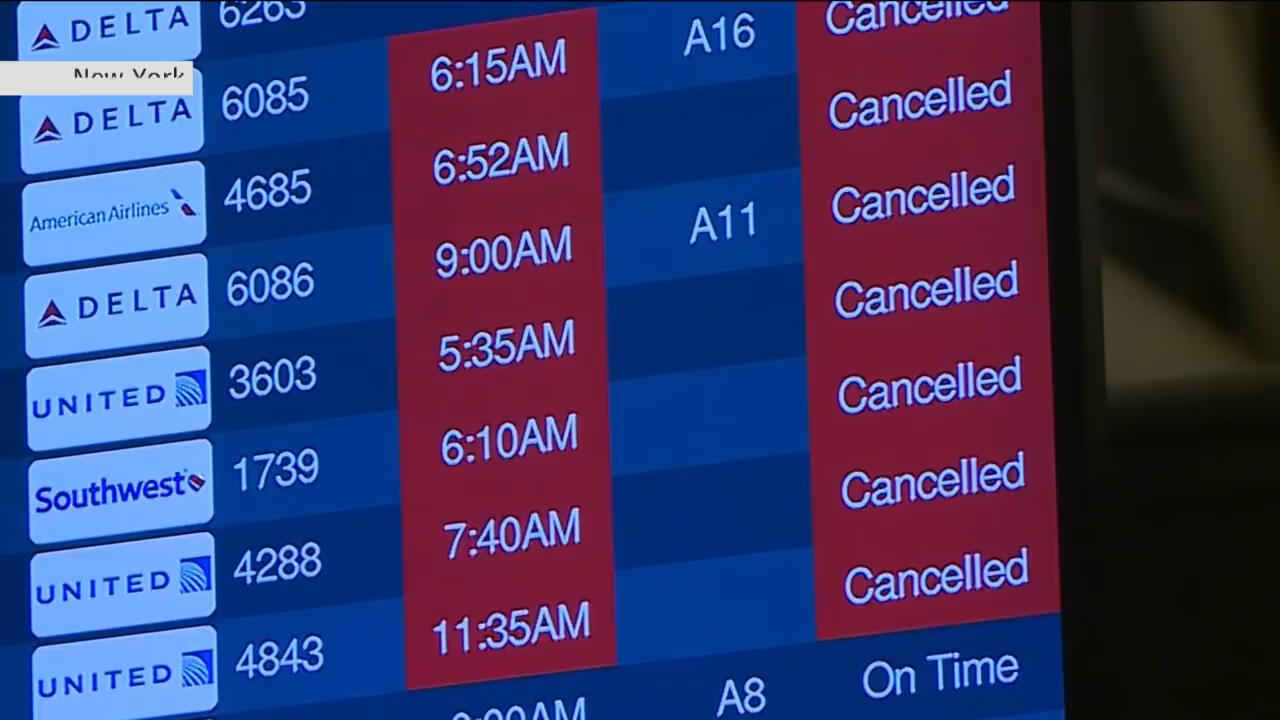 DELTA
New York
DELTA 6085 6:15AM A16 Cancelled
American Airlines 4685 6:52AM Cancelled
DELTA 6086 9:00AM A11 Cancelled
UNITED 3603 5:35AM Cancelled
Southwest 1739 6:10AM Cancelled
UNITED 4288 7:40AM Cancelled
UNITED 4843 11:35AM Cancelled
A8 On Time